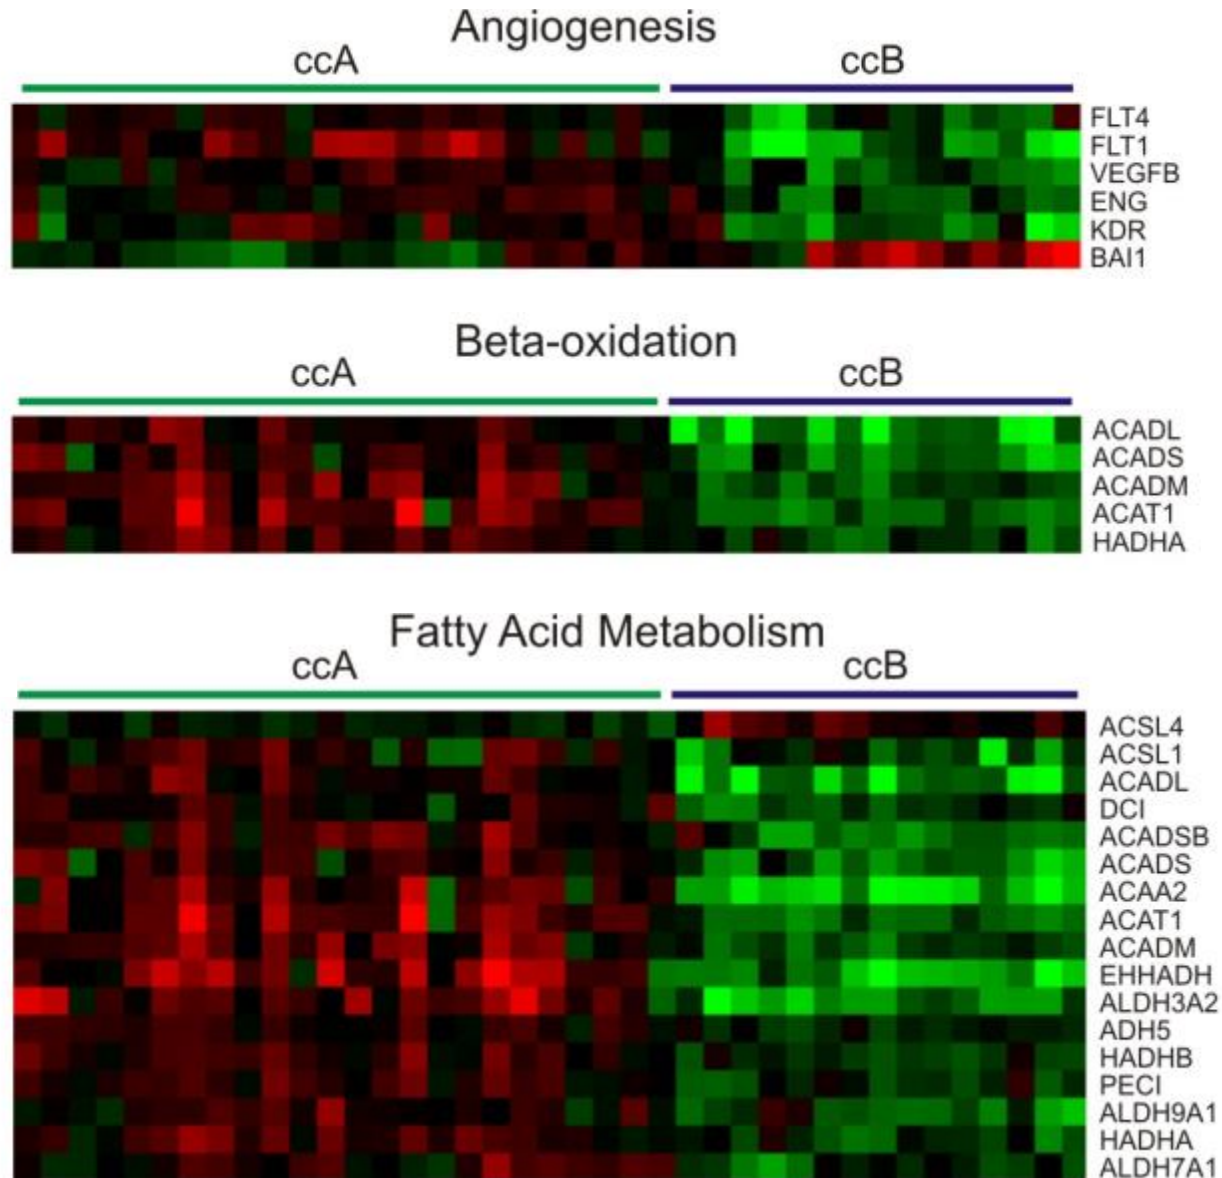 Angiogenesis
ccA ccB
FLT4
FLT1
VEGFB
ENG
KDR
BAI1
Beta-oxidation
ccA ccB
ACADL
ACADS
ACADM
ACAT1
HADHA
Fatty Acid Metabolism
ccA ccB
ACSL4
ACSL1
ACADL
DCI
ACADSB
ACADS
ACAA2
ACAT1
ACADM
EHHADH
ALDH3A2
ADH5
HADHB
PECI
ALDH9A1
HADHA
ALDH7A1